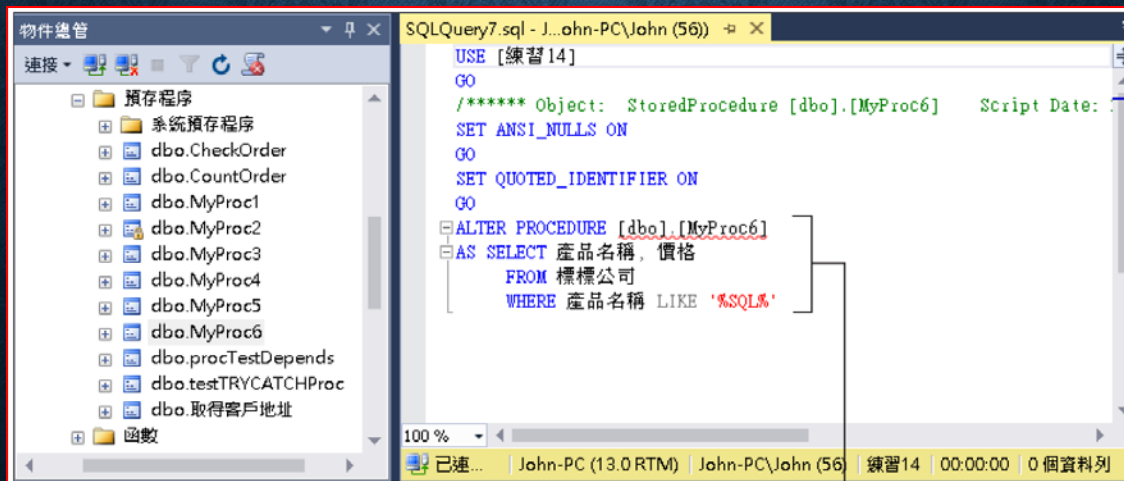 物件總管
連接
預存程序
系統預存程序
dbo.CheckOrder
dbo.CountOrder
dbo.MyProc1
dbo.MyProc2
dbo.MyProc3
dbo.MyProc4
dbo.MyProc5
dbo.MyProc6
dbo.procTestDepends
dbo.testTRYCATCHProc
dbo.取得客戶地址
函數
SQLQuery7.sql - J...ohn-PC\John (56))
USE [練習14]
GO
/****** Object:  StoredProcedure [dbo].[MyProc6]    Script Date:
SET ANSI_NULLS ON
GO
SET QUOTED_IDENTIFIER ON
GO
ALTER PROCEDURE [dbo].[MyProc6]
AS SELECT 產品名稱, 價格
FROM 標標公司
WHERE 產品名稱 LIKE '%SQL%'
100 %
已連... John-PC (13.0 RTM) John-PC\John (56) 練習14 00:00:00 0 個資料列